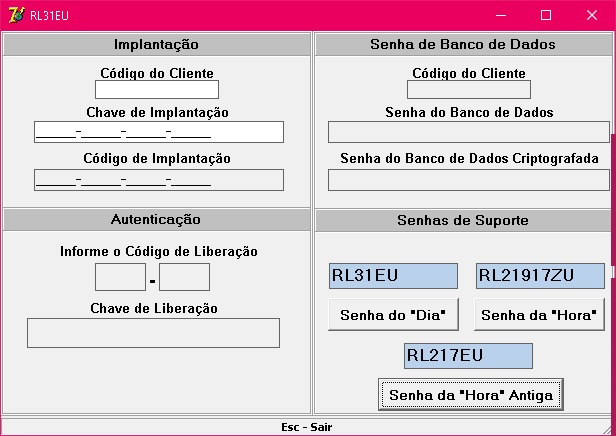 RL31EU
Implantação
Código do Cliente
Chave de Implantação
_____-_____-_____-_____
Código de Implantação
_____-_____-_____-_____
Autenticação
Informe o Código de Liberação
-
Chave de Liberação
Senha de Banco de Dados
Código do Cliente
Senha do Banco de Dados
Senha do Banco de Dados Criptografada
Senhas de Suporte
RL31EU RL21917ZU
Senha do "Dia" Senha da "Hora"
RL217EU
Senha da "Hora" Antiga
Esc - Sair